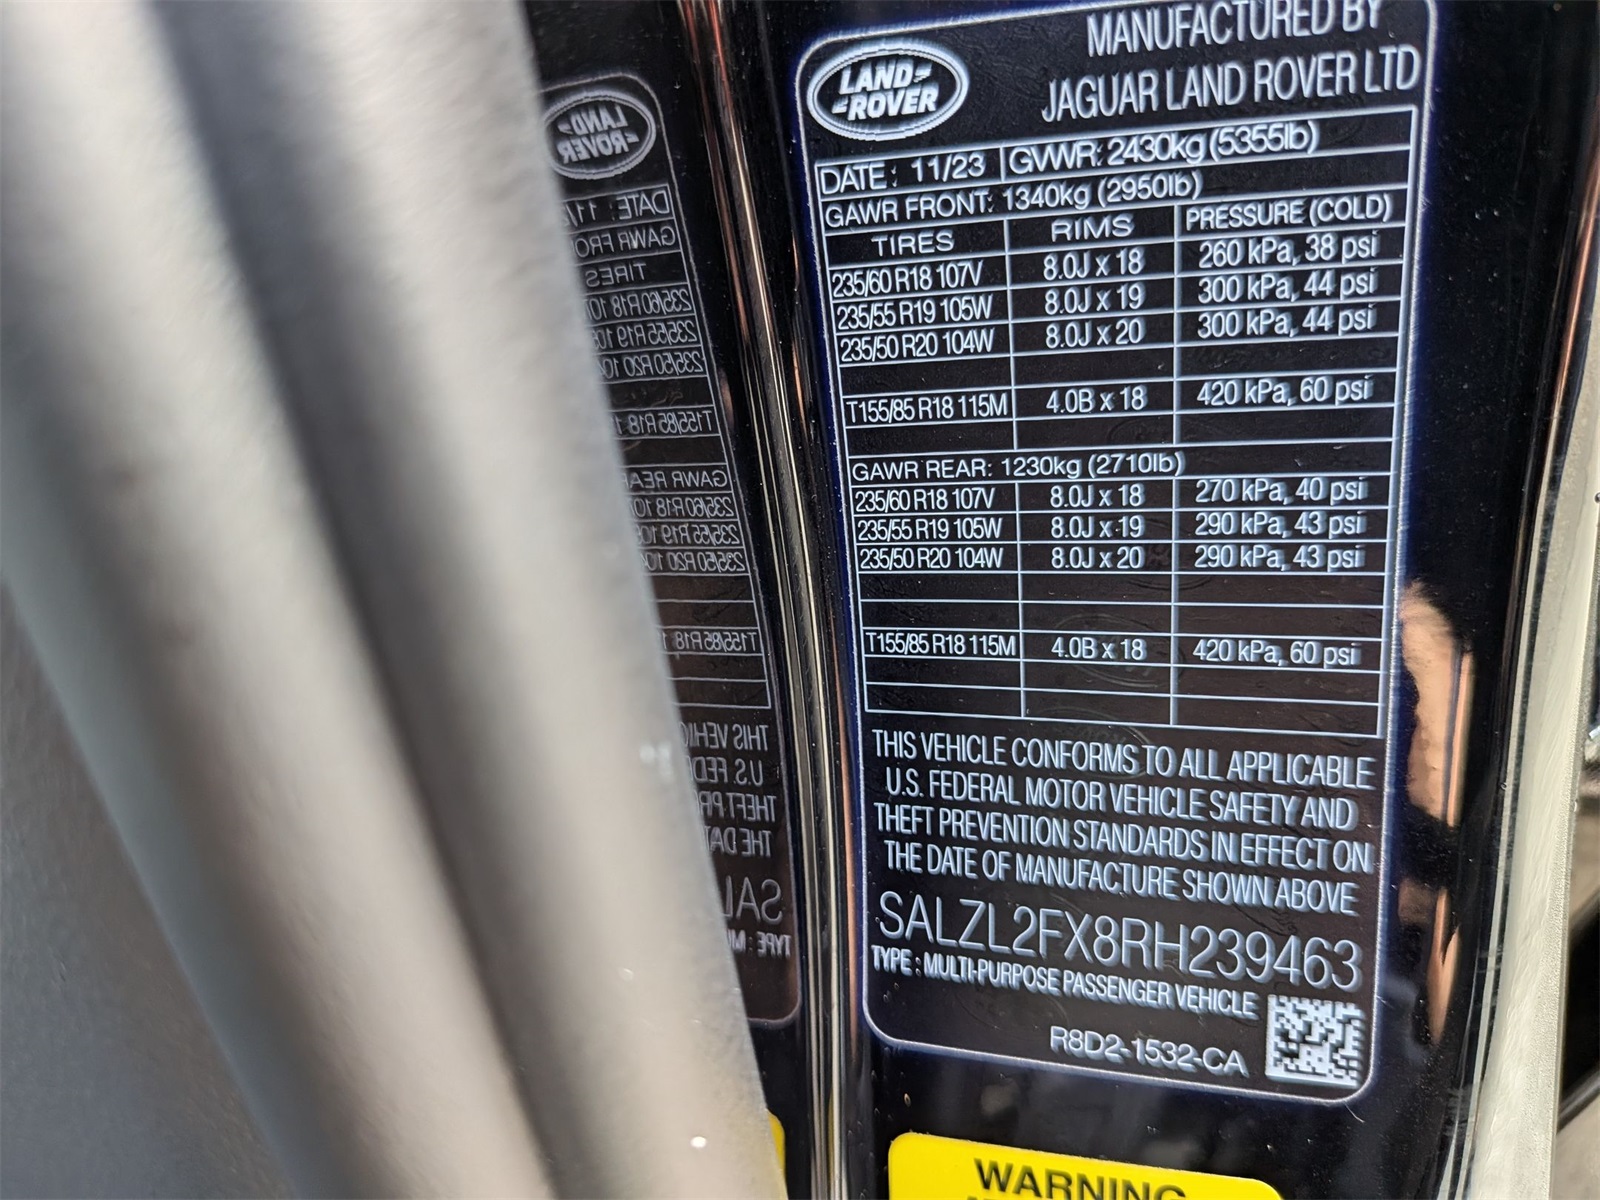 LAND
ROVER
MANUFACTURED BY
JAGUAR LAND ROVER LTD
DATE: 11/23 GVWR: 2430kg (5355lb)
GAWR FRONT: 1340kg (2950lb)
TIRES RIMS PRESSURE (COLD)
235/60 R18 107V 8.0J x 18 260 kPa, 38 psi
235/55 R19 105W 8.0J x 19 300 kPa, 44 psi
235/50 R20 104W 8.0J x 20 300 kPa, 44 psi
T155/85 R18 115M 4.0B x 18 420 kPa, 60 psi
GAWR REAR: 1230kg (2710lb)
235/60 R18 107V 8.0J x 18 270 kPa, 40 psi
235/55 R19 105W 8.0J x 19 290 kPa, 43 psi
235/50 R20 104W 8.0J x 20 290 kPa, 43 psi
T155/85 R18 115M 4.0B x 18 420 kPa, 60 psi
THIS VEHICLE CONFORMS TO ALL APPLICABLE
U.S. FEDERAL MOTOR VEHICLE SAFETY AND
THEFT PREVENTION STANDARDS IN EFFECT ON
THE DATE OF MANUFACTURE SHOWN ABOVE
SALZL2FX8RH239463
TYPE : MULTI-PURPOSE PASSENGER VEHICLE
R8D2-1532-CA
WARNING